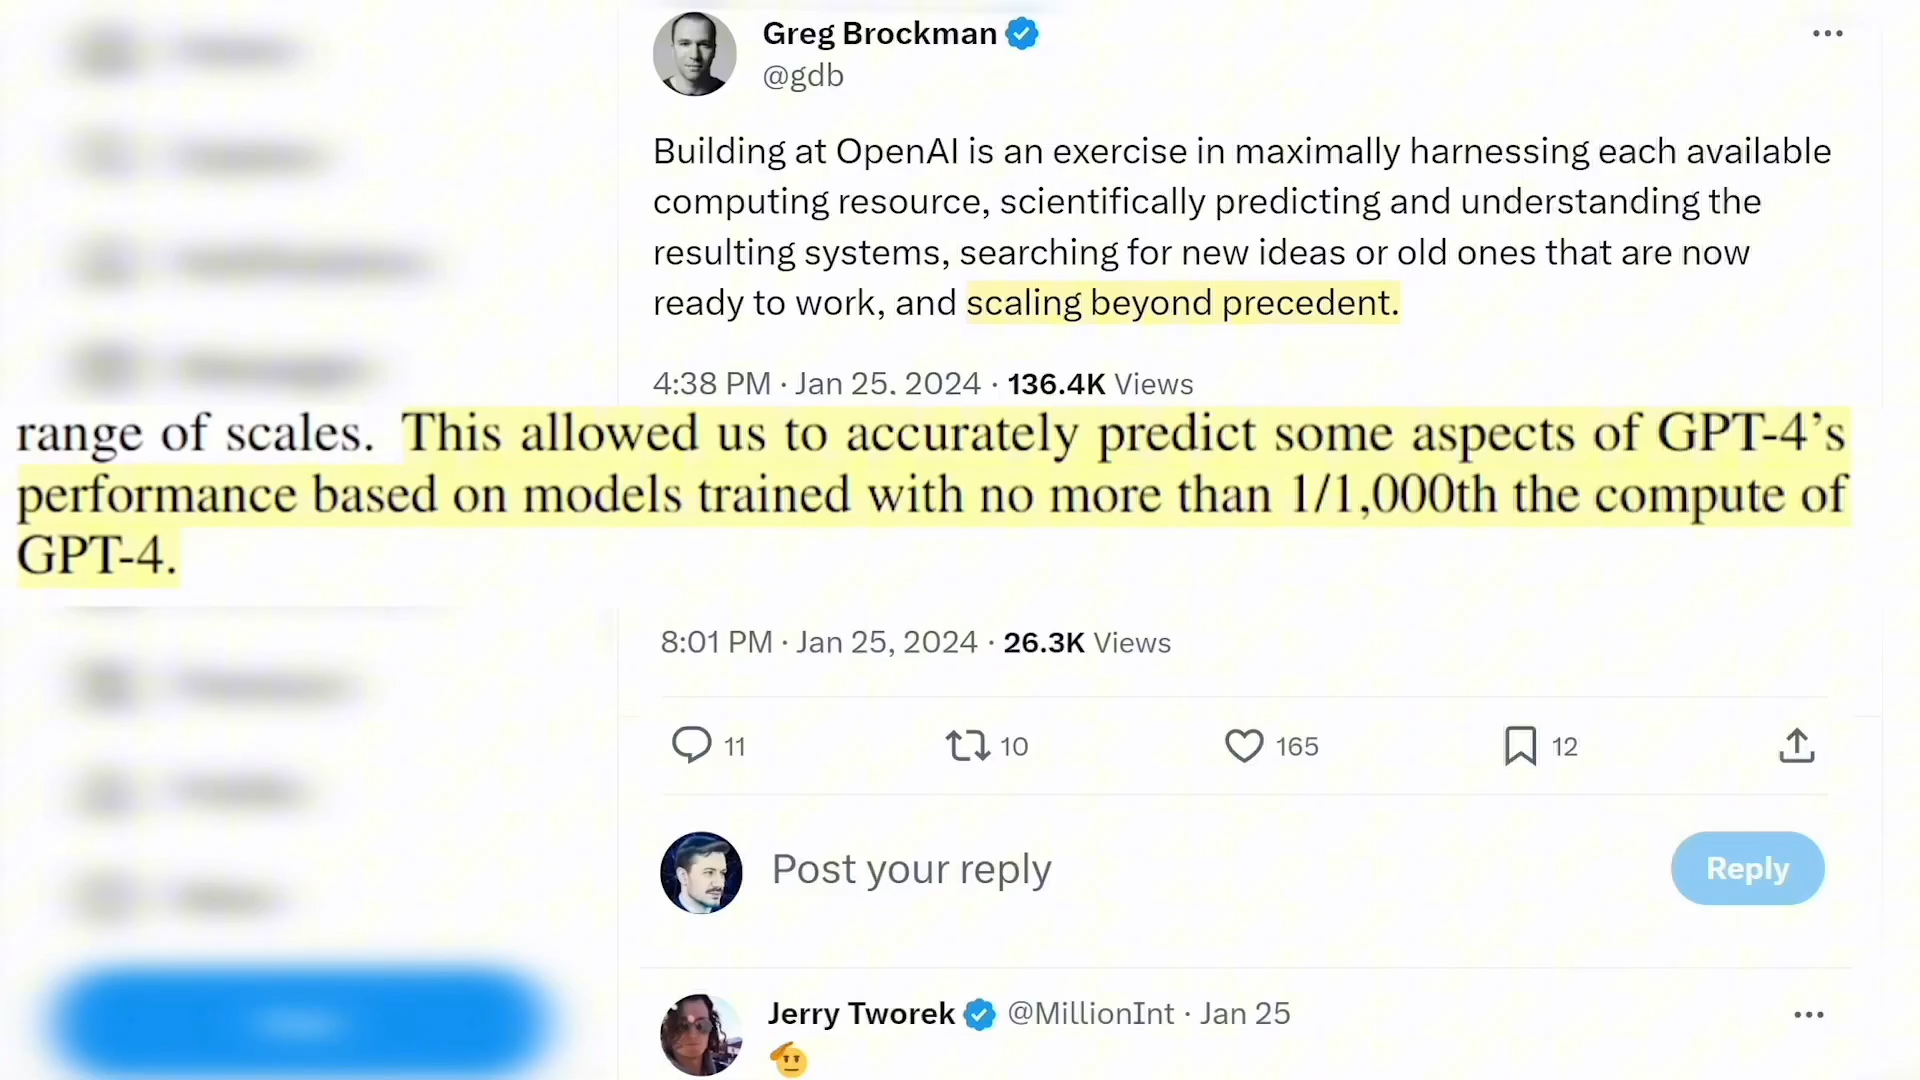 Greg Brockman
@gdb
Building at OpenAI is an exercise in maximally harnessing each available
computing resource, scientifically predicting and understanding the
resulting systems, searching for new ideas or old ones that are now
ready to work, and scaling beyond precedent.
4:38 PM · Jan 25, 2024 · 136.4K Views
range of scales. This allowed us to accurately predict some aspects of GPT-4's
performance based on models trained with no more than 1/1,000th the compute of
GPT-4.
8:01 PM · Jan 25, 2024 · 26.3K Views
11 10 165 12
Post your reply
Reply
Jerry Tworek @MillionInt · Jan 25